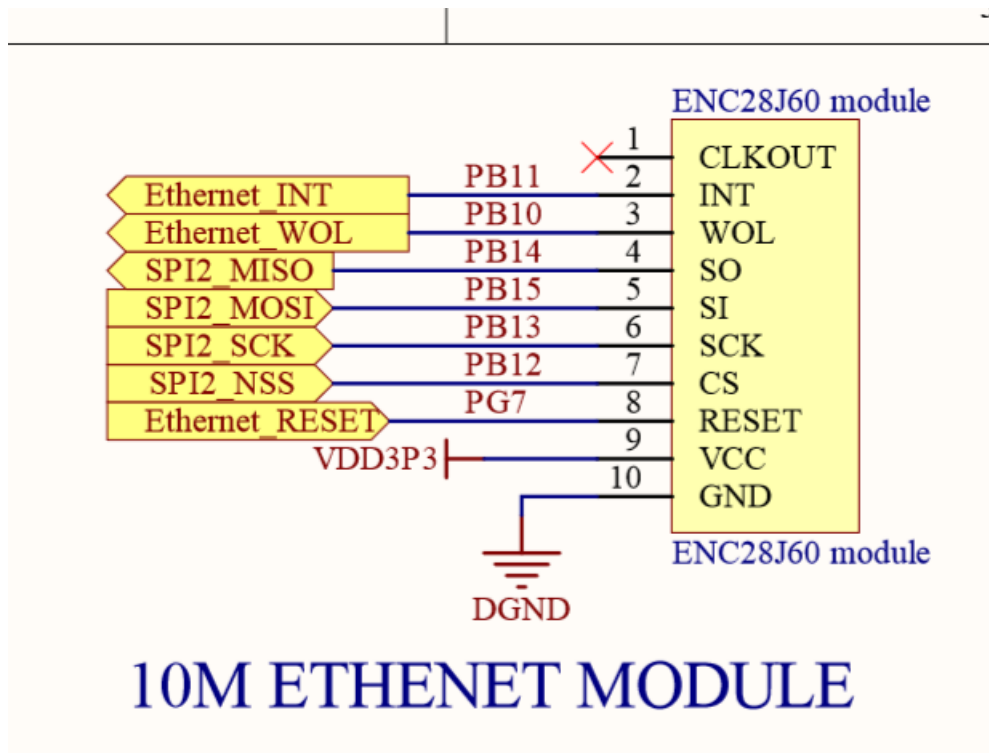 ENC28J60 module
1 CLKOUT
Ethernet_INT PB11 2 INT
Ethernet_WOL PB10 3 WOL
SPI2_MISO PB14 4 SO
SPI2_MOSI PB15 5 SI
SPI2_SCK PB13 6 SCK
SPI2_NSS PB12 7 CS
Ethernet_RESET PG7 8 RESET
VDD3P3 9 VCC
10 GND
ENC28J60 module
DGND
10M ETHENET MODULE